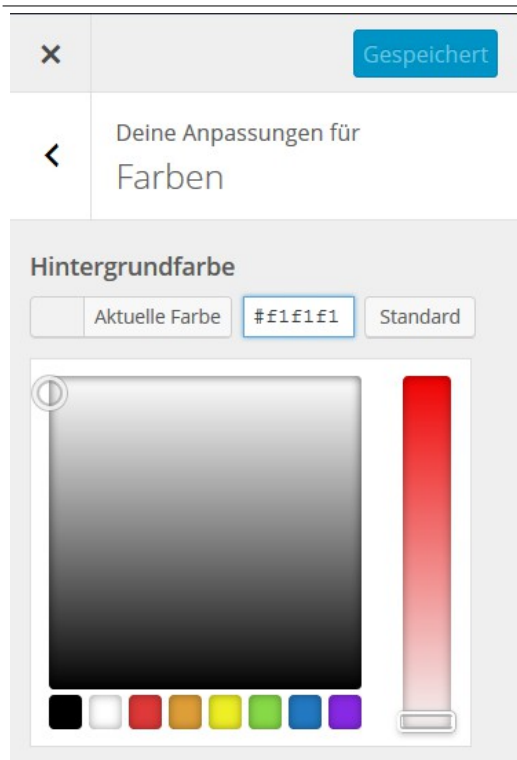 Gespeichert
Deine Anpassungen für
Farben
Hintergrundfarbe
Aktuelle Farbe #f1f1f1 Standard